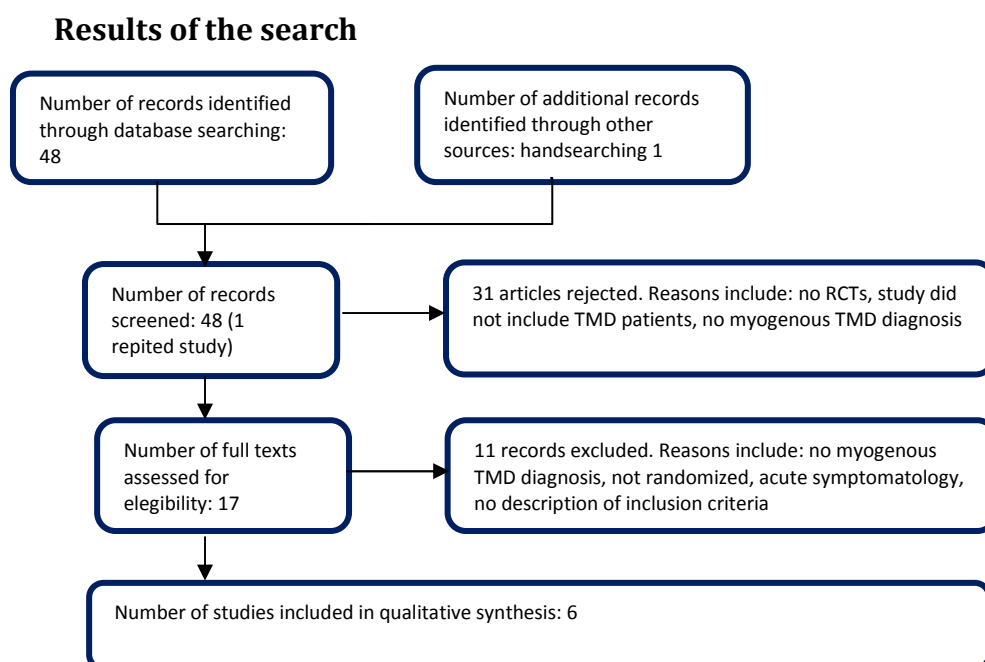 Results of the search
Number of records identified
through database searching:
48
Number of additional records
identified through other
sources: handsearching 1
Number of records
screened: 48 (1
repited study)
31 articles rejected. Reasons include: no RCTs, study did
not include TMD patients, no myogenous TMD diagnosis
Number of full texts
assessed for
elegibility: 17
11 records excluded. Reasons include: no myogenous
TMD diagnosis, not randomized, acute symptomatology,
no description of inclusion criteria
Number of studies included in qualitative synthesis: 6